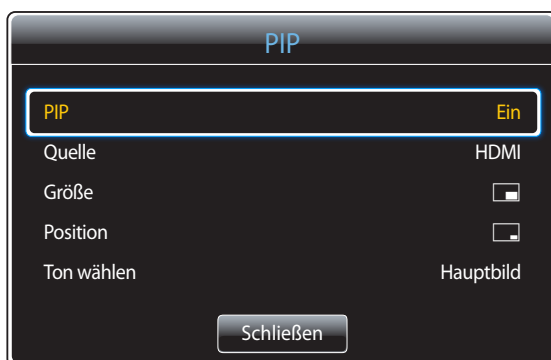 PIP
PIP Ein
Quelle HDMI
Größe
Position
Ton wählen Hauptbild
Schließen